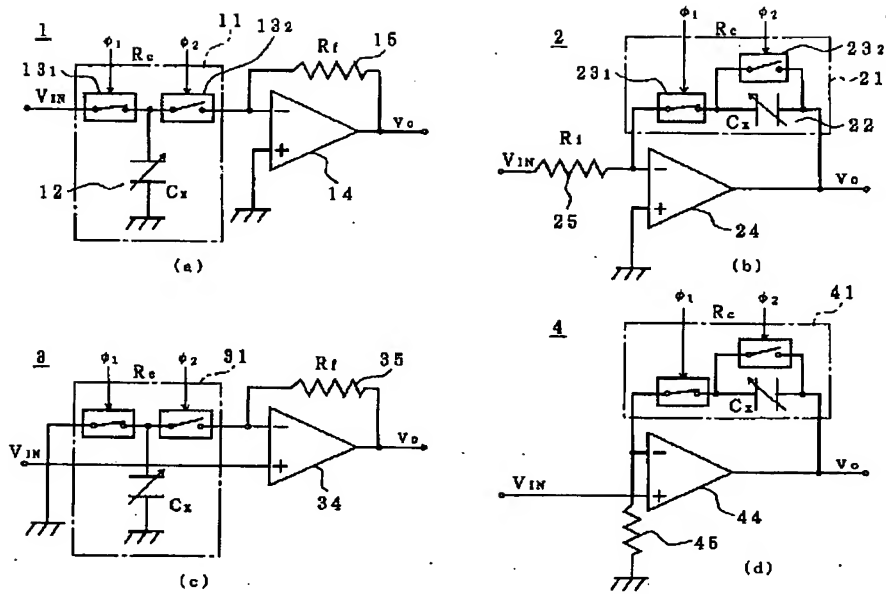 1
ϕ1
ϕ2
11
132
Rc
131
VIN
Rf
15
VO
12
Cx
14
(a)
2
Rc
ϕ1
ϕ2
232
231
21
Cx
22
VIN
Ri
25
24
VO
(b)
3
ϕ1
ϕ2
31
Rc
Rf
35
VIN
VO
Cx
34
(c)
4
ϕ1
Rc
ϕ2
41
Cx
VIN
VO
44
45
(d)